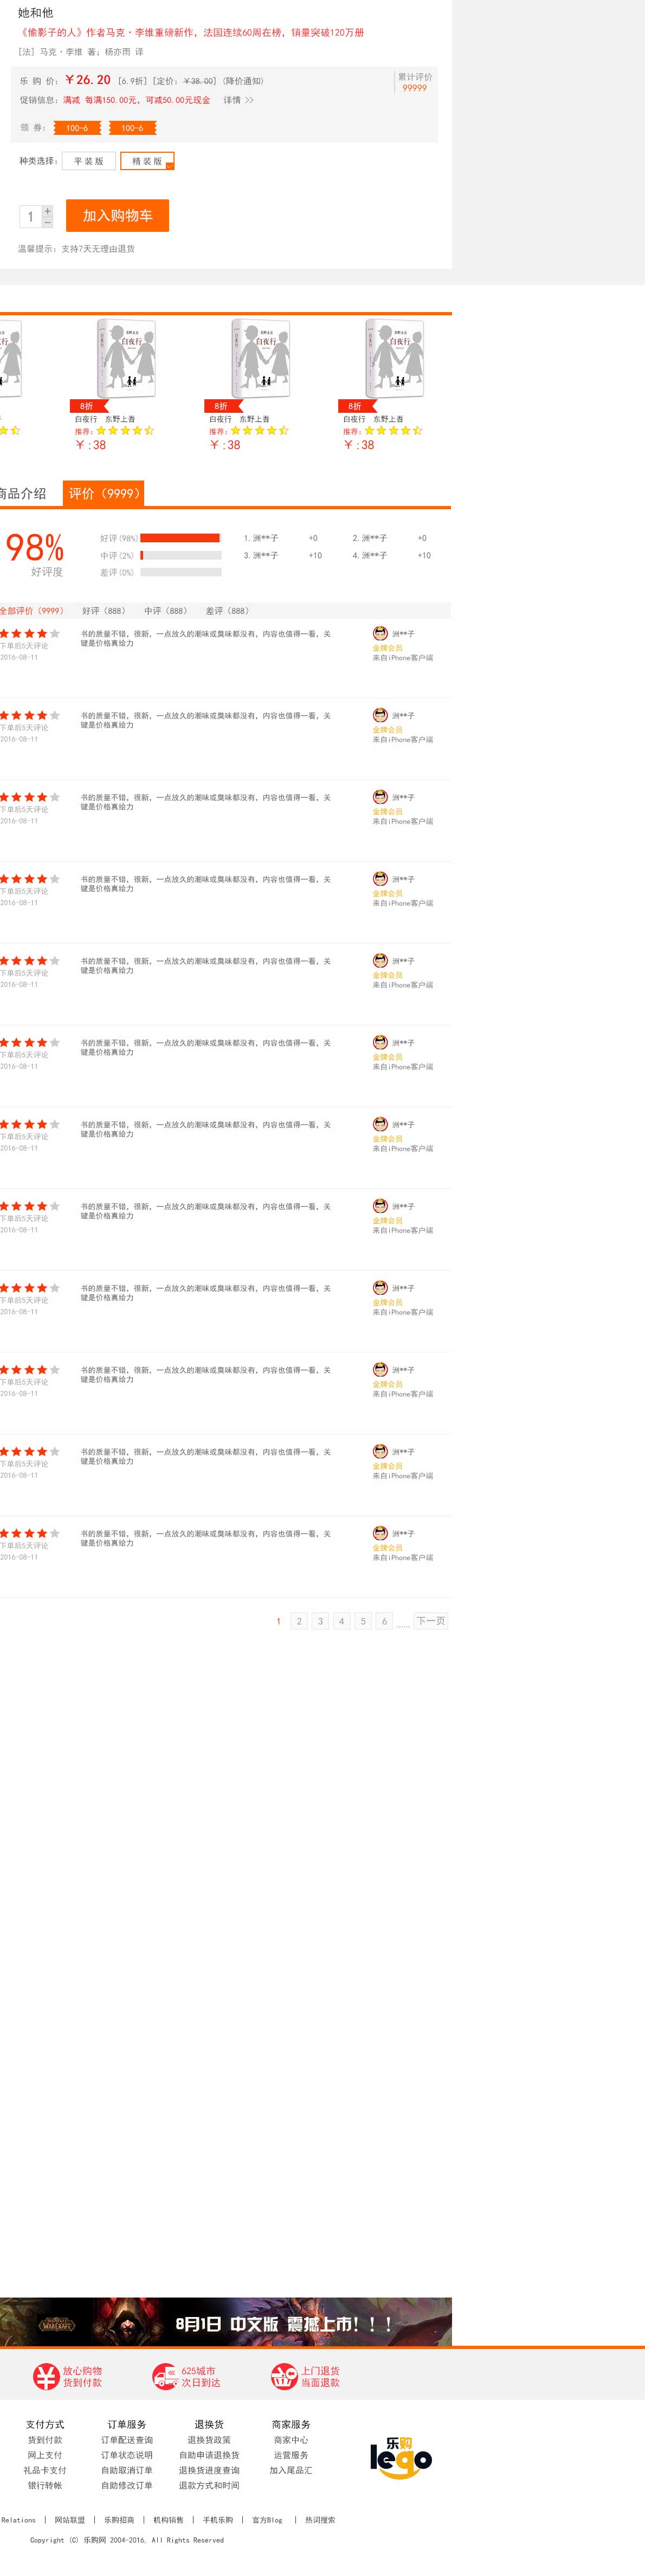 她和他
《偷影子的人》作者马克·李维重磅新作，法国连续60周在榜，销量突破120万册
[法] 马克·李维 著；杨亦雨 译
乐 购 价：￥26.20 [6.9折] [定价：￥38.00] (降价通知)
累计评价
99999
促销信息：满减 每满150.00元，可减50.00元现金 详情 >>
领 券： 100-6 100-6
种类选择： 平 装 版 精 装 版
1 + − 加入购物车
温馨提示：支持7天无理由退货
夜行 白夜行 白夜行 白夜行
8折 8折 8折
白夜行 东野上吾 白夜行 东野上吾 白夜行 东野上吾
推荐： 推荐： 推荐：
￥:38 ￥:38 ￥:38
商品介绍 评价（9999）
98%
好评度
好评(98%) 1.洲**子 +0 2.洲**子 +0
中评(2%) 3.洲**子 +10 4.洲**子 +10
差评(0%)
全部评价（9999） 好评（888） 中评（888） 差评（888）
书的质量不错，很新，一点放久的潮味或臭味都没有，内容也值得一看，关 洲**子
键是价格真给力
下单后5天评论 金牌会员
2016-08-11 来自iPhone客户端
书的质量不错，很新，一点放久的潮味或臭味都没有，内容也值得一看，关 洲**子
键是价格真给力
下单后5天评论 金牌会员
2016-08-11 来自iPhone客户端
书的质量不错，很新，一点放久的潮味或臭味都没有，内容也值得一看，关 洲**子
键是价格真给力
下单后5天评论 金牌会员
2016-08-11 来自iPhone客户端
书的质量不错，很新，一点放久的潮味或臭味都没有，内容也值得一看，关 洲**子
键是价格真给力
下单后5天评论 金牌会员
2016-08-11 来自iPhone客户端
书的质量不错，很新，一点放久的潮味或臭味都没有，内容也值得一看，关 洲**子
键是价格真给力
下单后5天评论 金牌会员
2016-08-11 来自iPhone客户端
书的质量不错，很新，一点放久的潮味或臭味都没有，内容也值得一看，关 洲**子
键是价格真给力
下单后5天评论 金牌会员
2016-08-11 来自iPhone客户端
书的质量不错，很新，一点放久的潮味或臭味都没有，内容也值得一看，关 洲**子
键是价格真给力
下单后5天评论 金牌会员
2016-08-11 来自iPhone客户端
书的质量不错，很新，一点放久的潮味或臭味都没有，内容也值得一看，关 洲**子
键是价格真给力
下单后5天评论 金牌会员
2016-08-11 来自iPhone客户端
书的质量不错，很新，一点放久的潮味或臭味都没有，内容也值得一看，关 洲**子
键是价格真给力
下单后5天评论 金牌会员
2016-08-11 来自iPhone客户端
书的质量不错，很新，一点放久的潮味或臭味都没有，内容也值得一看，关 洲**子
键是价格真给力
下单后5天评论 金牌会员
2016-08-11 来自iPhone客户端
书的质量不错，很新，一点放久的潮味或臭味都没有，内容也值得一看，关 洲**子
键是价格真给力
下单后5天评论 金牌会员
2016-08-11 来自iPhone客户端
书的质量不错，很新，一点放久的潮味或臭味都没有，内容也值得一看，关 洲**子
键是价格真给力
下单后5天评论 金牌会员
2016-08-11 来自iPhone客户端
1 2 3 4 5 6 …… 下一页
WARCRAFT 8月1日 中文版 震撼上市！！！
放心购物 625城市 上门退货
货到付款 次日到达 当面退款
支付方式 订单服务 退换货 商家服务
货到付款 订单配送查询 退换货政策 商家中心
网上支付 订单状态说明 自助申请退换货 运营服务
礼品卡支付 自助取消订单 退换货进度查询 加入尾品汇
银行转帐 自助修改订单 退款方式和时间
乐购
lego
Relations | 网站联盟 | 乐购招商 | 机构销售 | 手机乐购 | 官方Blog | 热词搜索
Copyright (C) 乐购网 2004-2016, All Rights Reserved